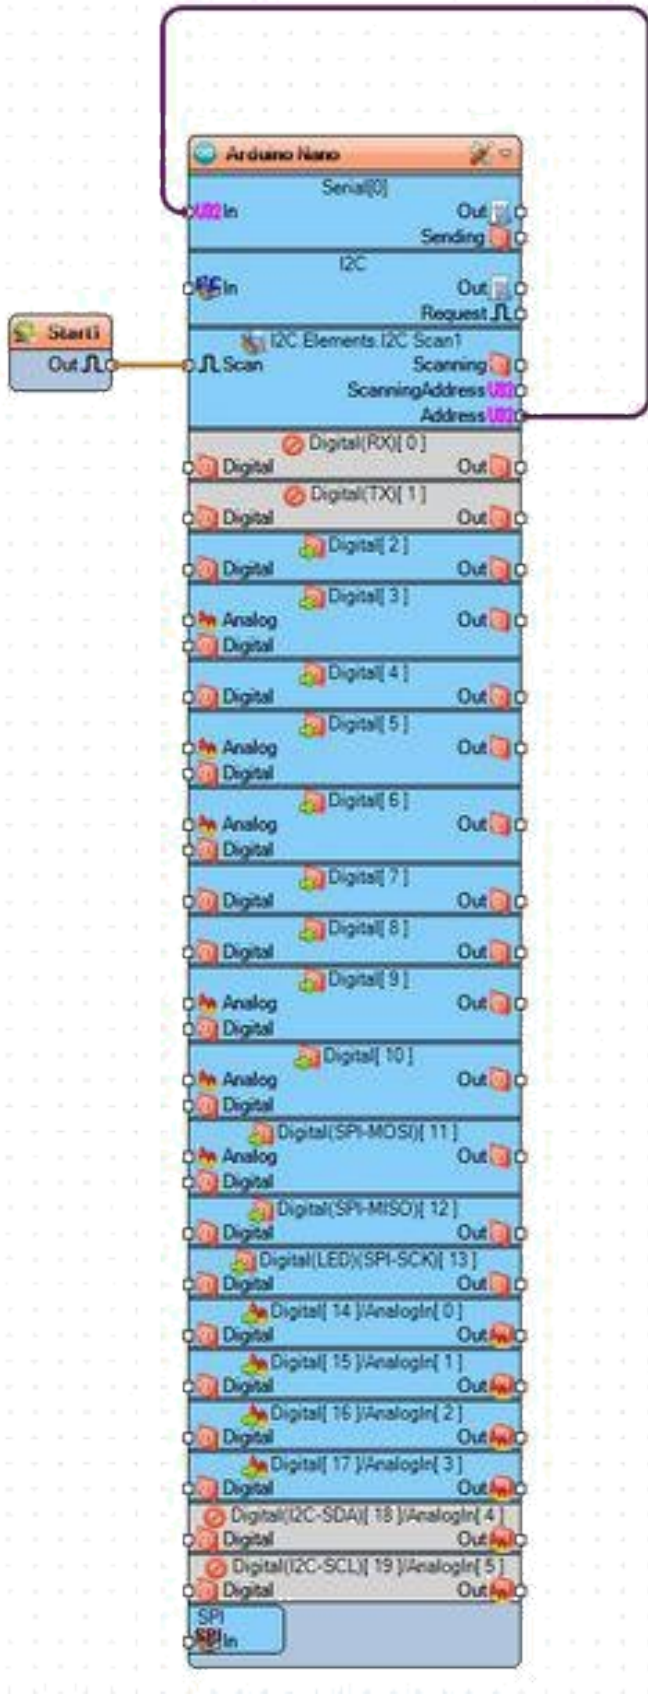 Arduino Nano
Serial[0]
U32 In Out
Sending
I2C
I2C In Out
Request
Start1
Out
I2C Elements.I2C Scan1
Scan Scanning
ScanningAddress U32
Address U32
Digital(RX)[ 0 ]
Digital Out
Digital(TX)[ 1 ]
Digital Out
Digital[ 2 ]
Digital Out
Digital[ 3 ]
Analog Out
Digital
Digital[ 4 ]
Digital Out
Digital[ 5 ]
Analog Out
Digital
Digital[ 6 ]
Analog Out
Digital
Digital[ 7 ]
Digital Out
Digital[ 8 ]
Digital Out
Digital[ 9 ]
Analog Out
Digital
Digital[ 10 ]
Analog Out
Digital
Digital(SPI-MOSI)[ 11 ]
Analog Out
Digital
Digital(SPI-MISO)[ 12 ]
Digital Out
Digital(LED)(SPI-SCK)[ 13 ]
Digital Out
Digital[ 14 ]/AnalogIn[ 0 ]
Digital Out
Digital[ 15 ]/AnalogIn[ 1 ]
Digital Out
Digital[ 16 ]/AnalogIn[ 2 ]
Digital Out
Digital[ 17 ]/AnalogIn[ 3 ]
Digital Out
Digital(I2C-SDA)[ 18 ]/AnalogIn[ 4 ]
Digital Out
Digital(I2C-SCL)[ 19 ]/AnalogIn[ 5 ]
Digital Out
SPI
SPI In